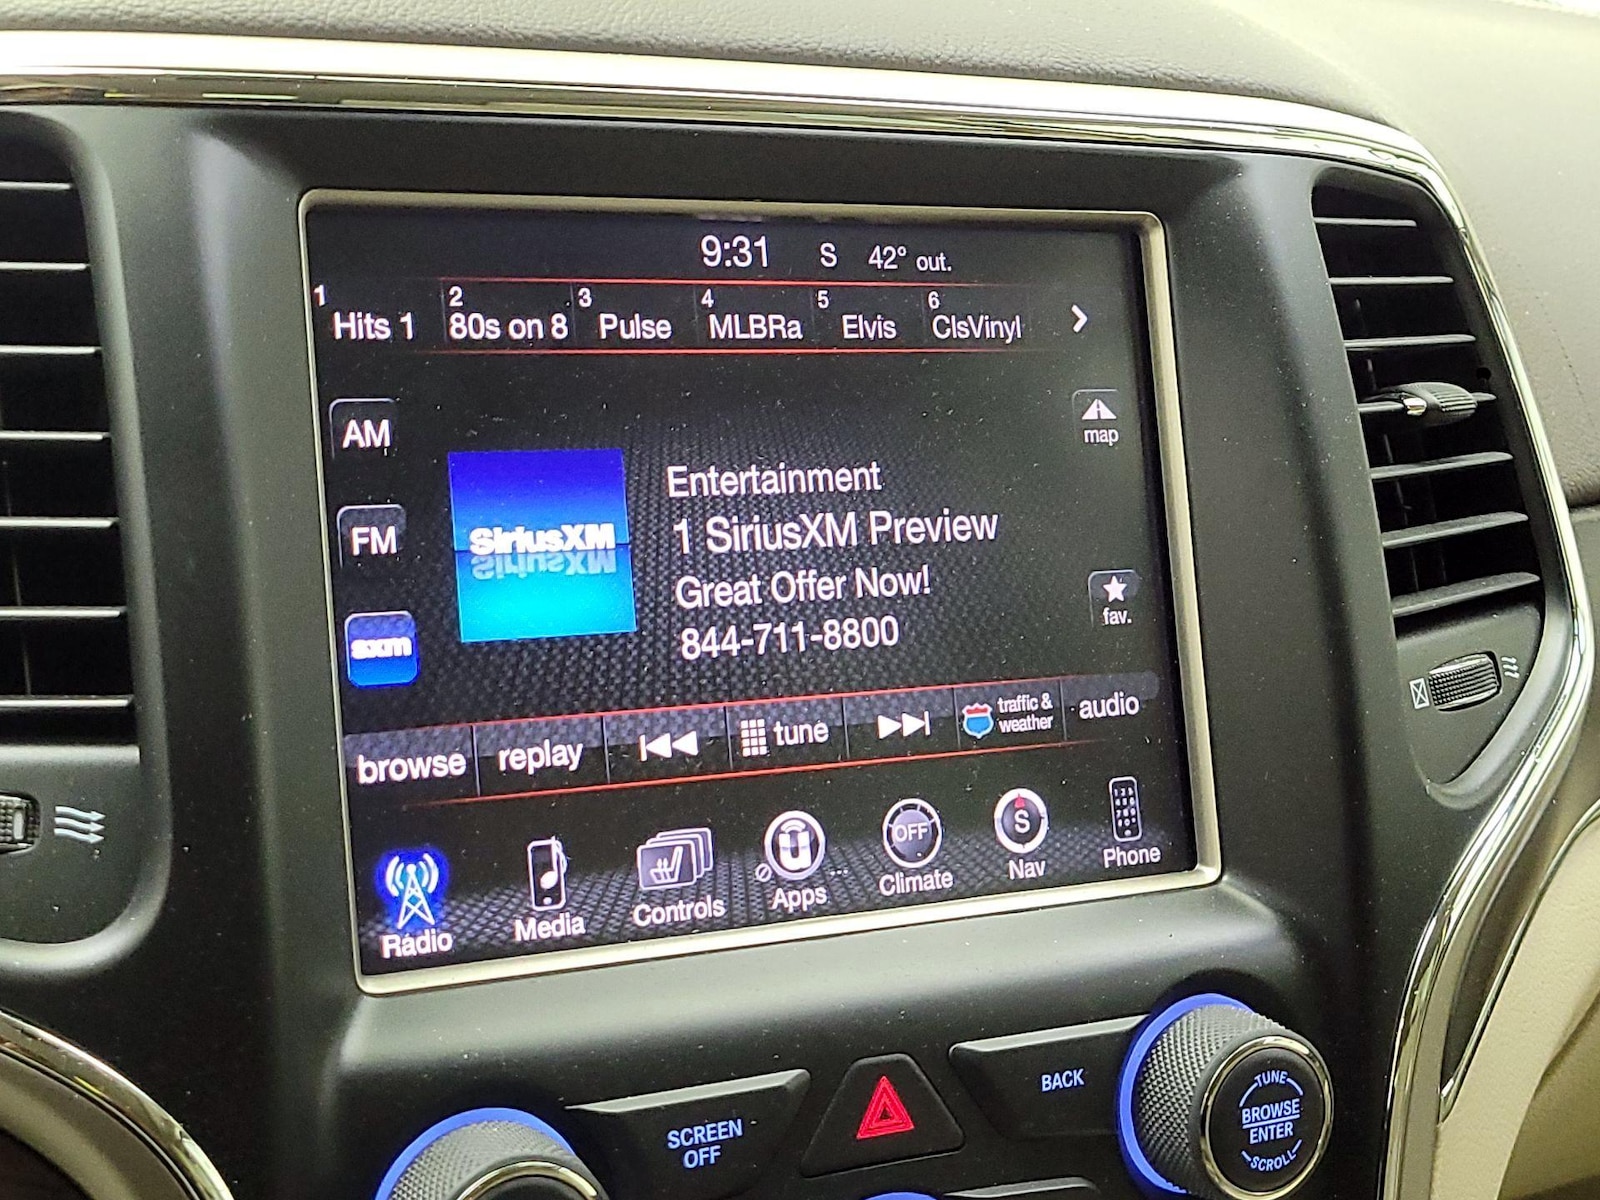 9:31 S 42° out.
1 2 3 4 5 6
Hits 1 80s on 8 Pulse MLBRa Elvis ClsVinyl
AM
map
FM
SiriusXM
Entertainment
1 SiriusXM Preview
Great Offer Now!
844-711-8800
fav.
sxm
browse replay tune traffic & weather audio
OFF S
Radio Media Controls Apps Climate Nav Phone
SCREEN
OFF
BACK
TUNE
BROWSE
ENTER
SCROLL